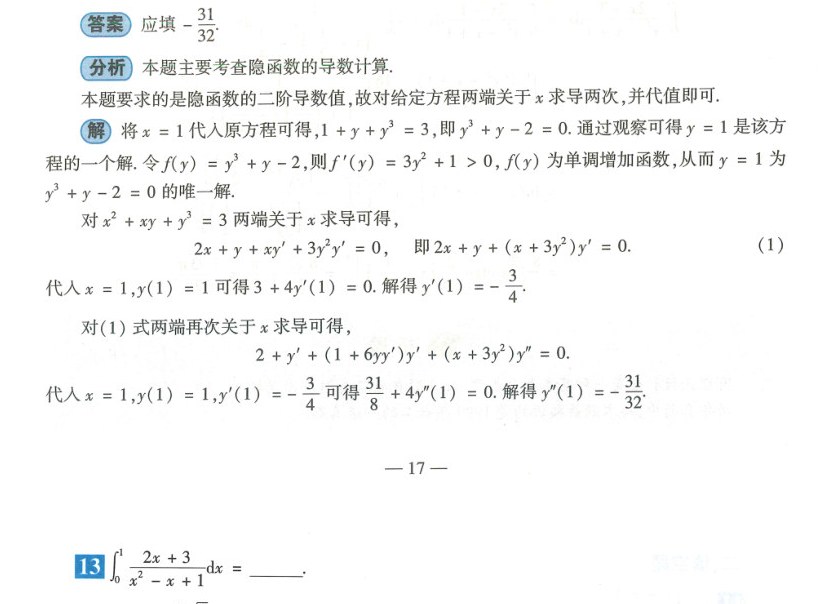 答案 应填 -31/32.
分析 本题主要考查隐函数的导数计算.
本题要求的是隐函数的二阶导数值,故对给定方程两端关于 x 求导两次,并代值即可.
解 将 x = 1 代入原方程可得,1 + y + y³ = 3,即 y³ + y - 2 = 0. 通过观察可得 y = 1 是该方
程的一个解. 令 f(y) = y³ + y - 2,则 f′(y) = 3y² + 1 > 0, f(y) 为单调增加函数,从而 y = 1 为
y³ + y - 2 = 0 的唯一解.
对 x² + xy + y³ = 3 两端关于 x 求导可得,
2x + y + xy′ + 3y²y′ = 0, 即 2x + y + (x + 3y²)y′ = 0. (1)
代入 x = 1,y(1) = 1 可得 3 + 4y′(1) = 0. 解得 y′(1) = -3/4.
对(1) 式两端再次关于 x 求导可得,
2 + y′ + (1 + 6yy′)y′ + (x + 3y²)y″ = 0.
代入 x = 1,y(1) = 1,y′(1) = -3/4 可得 31/8 + 4y″(1) = 0. 解得 y″(1) = -31/32.
— 17 —
13 ∫₀¹ (2x + 3)/(x² - x + 1) dx = ______.